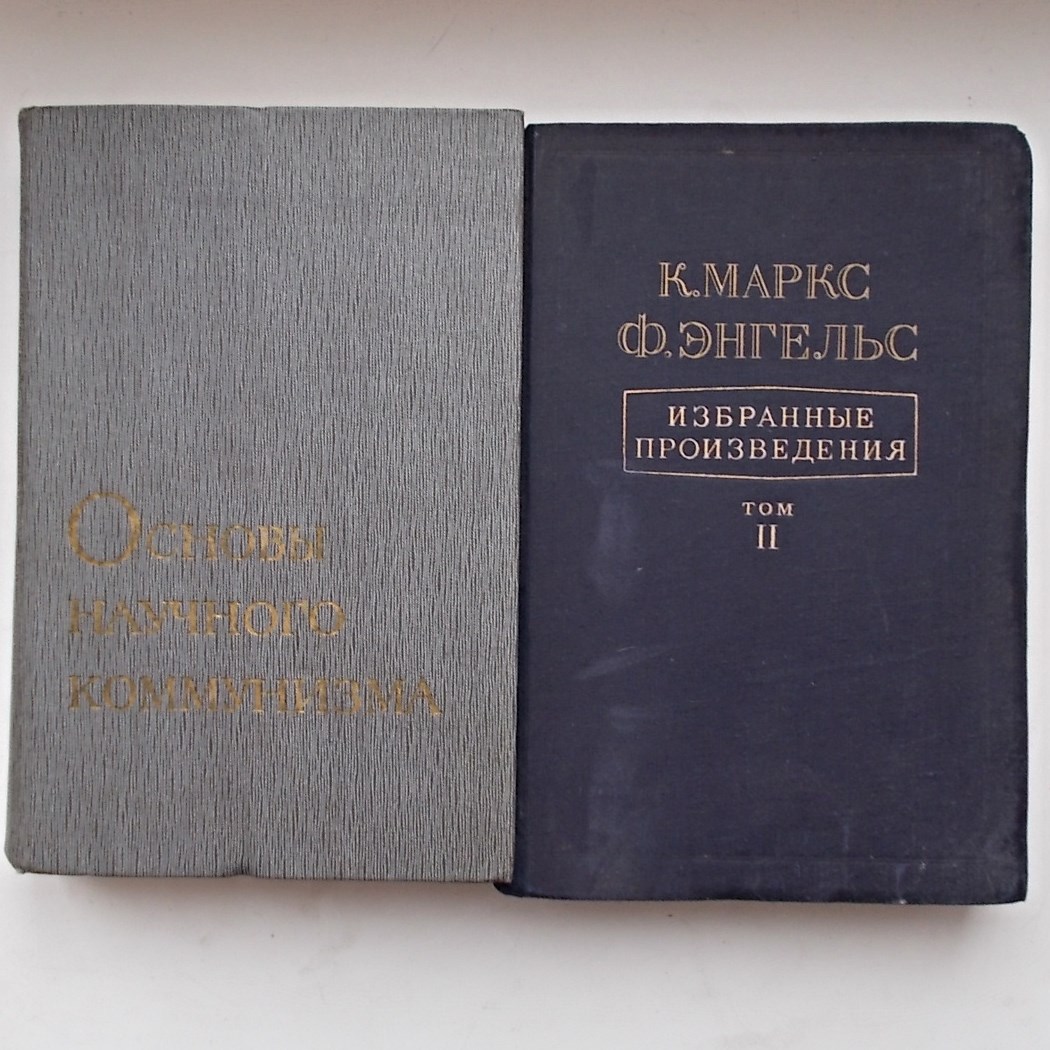 Основы
научного
коммунизма
К. МАРКС
Ф. ЭНГЕЛЬС
ИЗБРАННЫЕ
ПРОИЗВЕДЕНИЯ
ТОМ
II